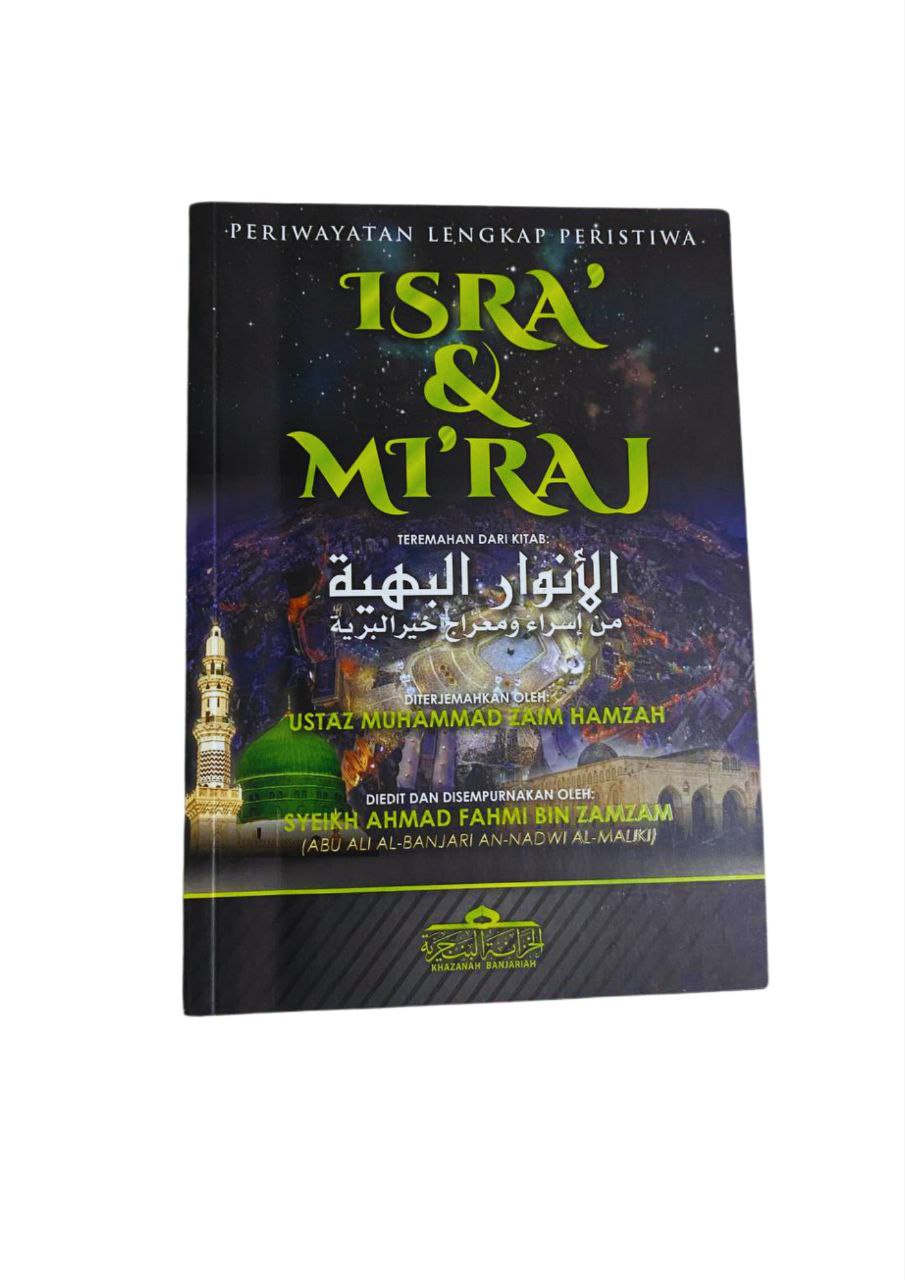 PERIWAYATAN LENGKAP PERISTIWA
ISRA'
&
MI'RAJ
TEREMAHAN DARI KITAB:
الأنوار البهية
من إسراء ومعراج خير البرية
DITERJEMAHKAN OLEH:
USTAZ MUHAMMAD ZAIM HAMZAH
DIEDIT DAN DISEMPURNAKAN OLEH:
SYEIKH AHMAD FAHMI BIN ZAMZAM
(ABU ALI AL-BANJARI AN-NADWI AL-MALIKI)
الخزانة البنجرية
KHAZANAH BANJARIAH